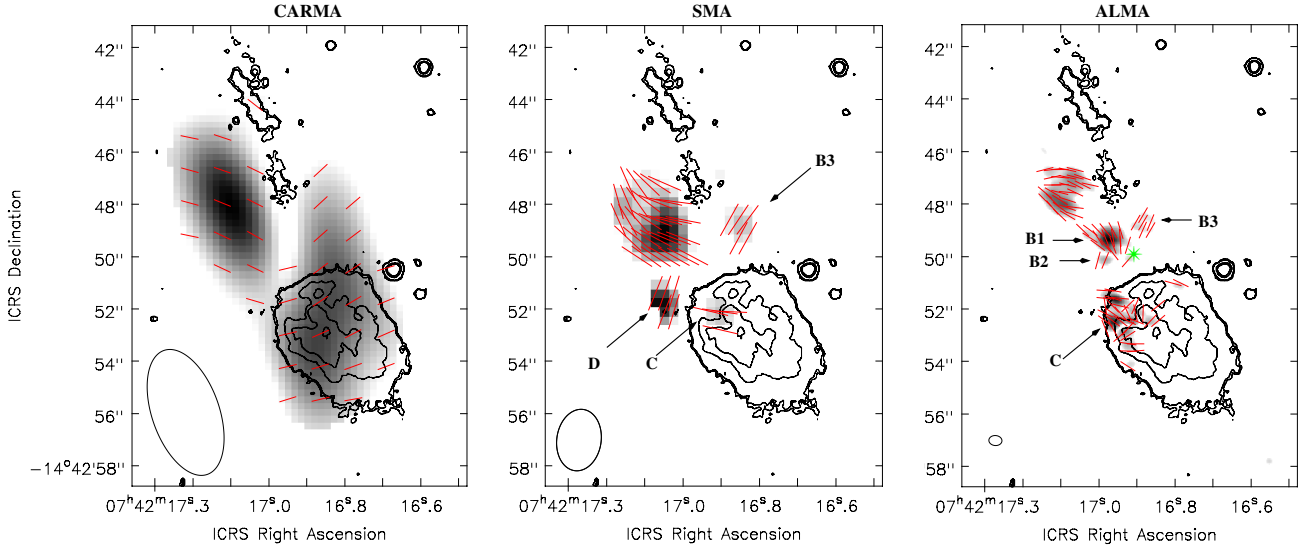 CARMA
SMA
ALMA
ICRS Declination
42''
44''
46''
48''
50''
52''
54''
56''
−14°42'58''
07ʰ42ᵐ17ˢ.3
17ˢ.0
16ˢ.8
16ˢ.6
ICRS Right Ascension
42''
44''
46''
48''
50''
52''
54''
56''
58''
B3
D
C
07ʰ42ᵐ17ˢ.3
17ˢ.0
16ˢ.8
16ˢ.6
ICRS Right Ascension
42''
44''
46''
48''
50''
52''
54''
56''
58''
B3
B1
B2
C
07ʰ42ᵐ17ˢ.3
17ˢ.0
16ˢ.8
16ˢ.6
ICRS Right Ascension